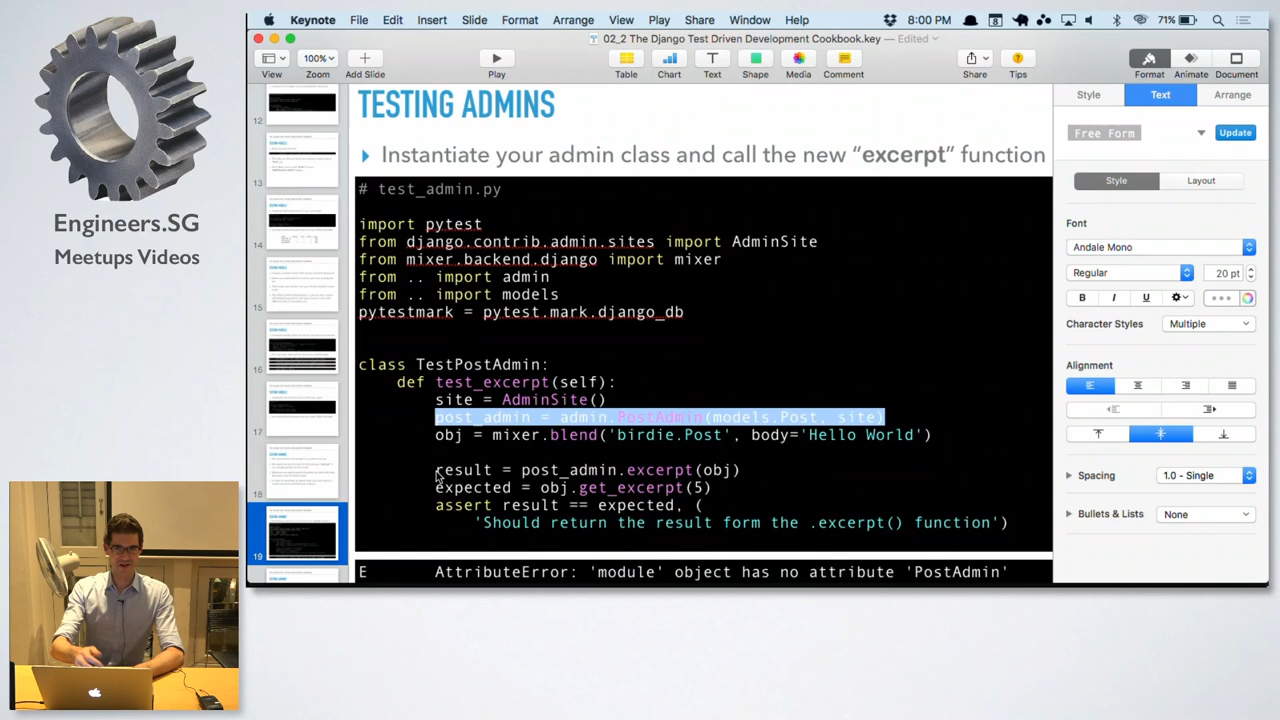 Keynote File Edit Insert Slide Format Arrange View Play Share Window Help 8:00 PM 71%
02_2 The Django Test Driven Development Cookbook.key — Edited
100%
View Zoom Add Slide Play Table Chart Text Shape Media Comment Share Tips Format Animate Document
Engineers.SG
Meetups Videos
12
13
14
15
16
17
18
19
TESTING ADMINS
Instantiate your admin class and call the new “excerpt” function
# test_admin.py
import pytest
from django.contrib.admin.sites import AdminSite
from mixer.backend.django import mixer
from .. import admin
from .. import models
pytestmark = pytest.mark.django_db
class TestPostAdmin:
def test_excerpt(self):
site = AdminSite()
post_admin = admin.PostAdmin(models.Post, site)
obj = mixer.blend('birdie.Post', body='Hello World')
result = post_admin.excerpt(obj)
expected = obj.get_excerpt(5)
assert result == expected, (
'Should return the result form the .excerpt() function')
E AttributeError: 'module' object has no attribute 'PostAdmin'
Style Text Arrange
Free Form Update
Style Layout
Font
Andale Mono
Regular 20 pt
B I U
Character Styles Multiple
Alignment
Spacing 1.0 - Single
Bullets & Lists None